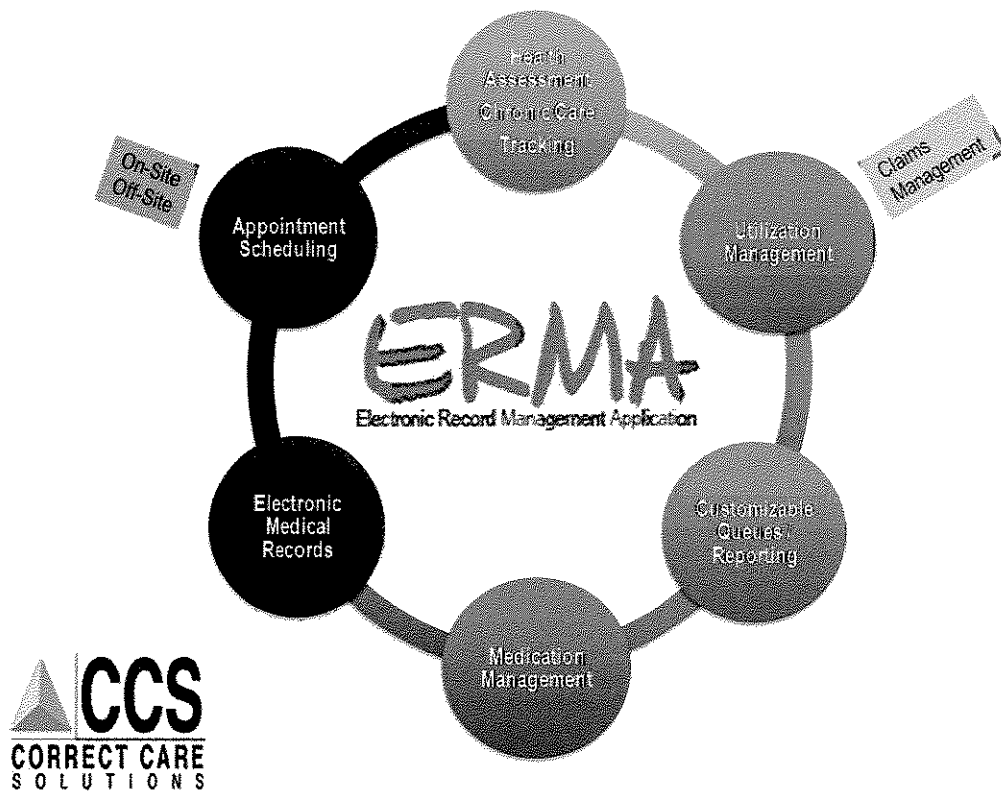 Health
Assessment
Chronic Care
Tracking
On-Site
Off-Site
Appointment
Scheduling
Claims
Management
Utilization
Management
ERMA
Electronic Record Management Application
Electronic
Medical
Records
Customizable
Queues /
Reporting
Medication
Management
CCS
CORRECT CARE
SOLUTIONS